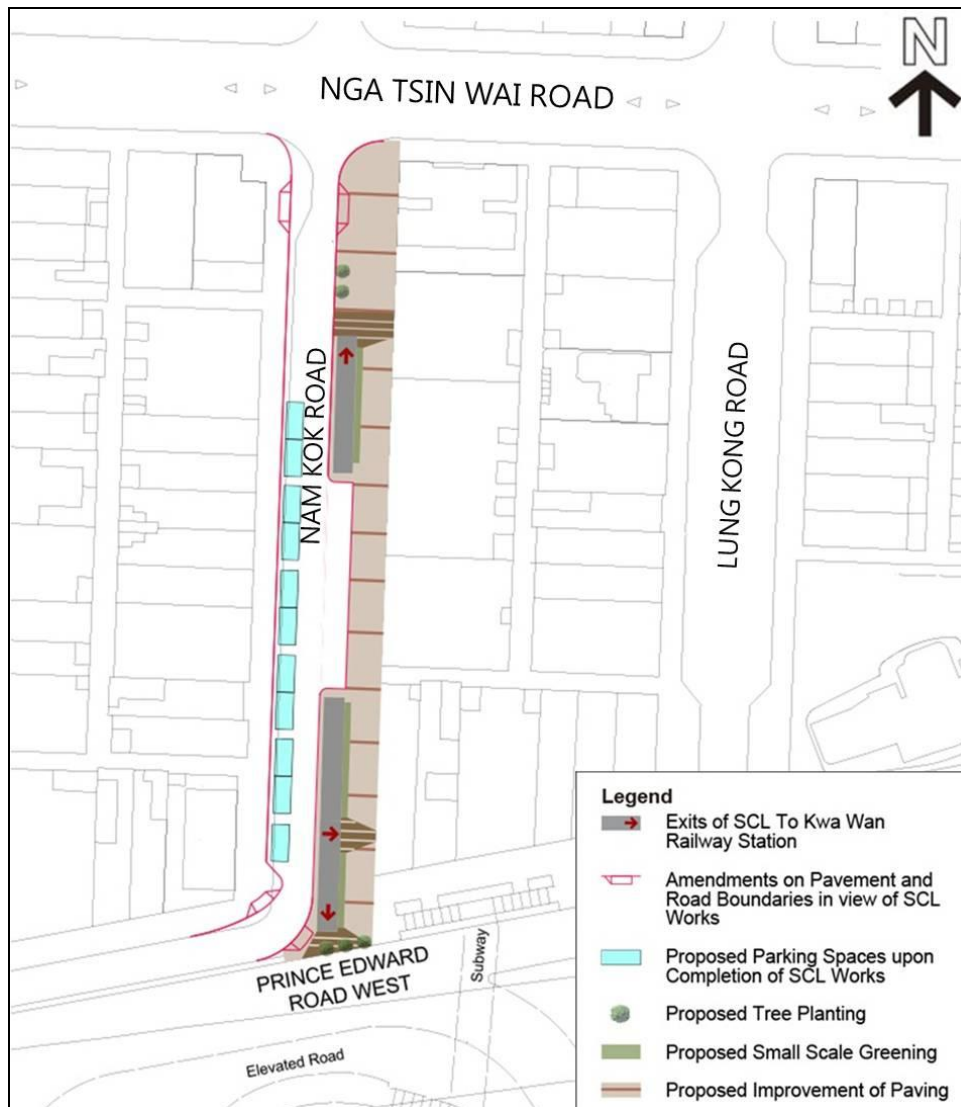 N
NGA TSIN WAI ROAD
NAM KOK ROAD
LUNG KONG ROAD
PRINCE EDWARD
ROAD WEST
Subway
Elevated Road
Legend
Exits of SCL To Kwa Wan
Railway Station
Amendments on Pavement and
Road Boundaries in view of SCL
Works
Proposed Parking Spaces upon
Completion of SCL Works
Proposed Tree Planting
Proposed Small Scale Greening
Proposed Improvement of Paving